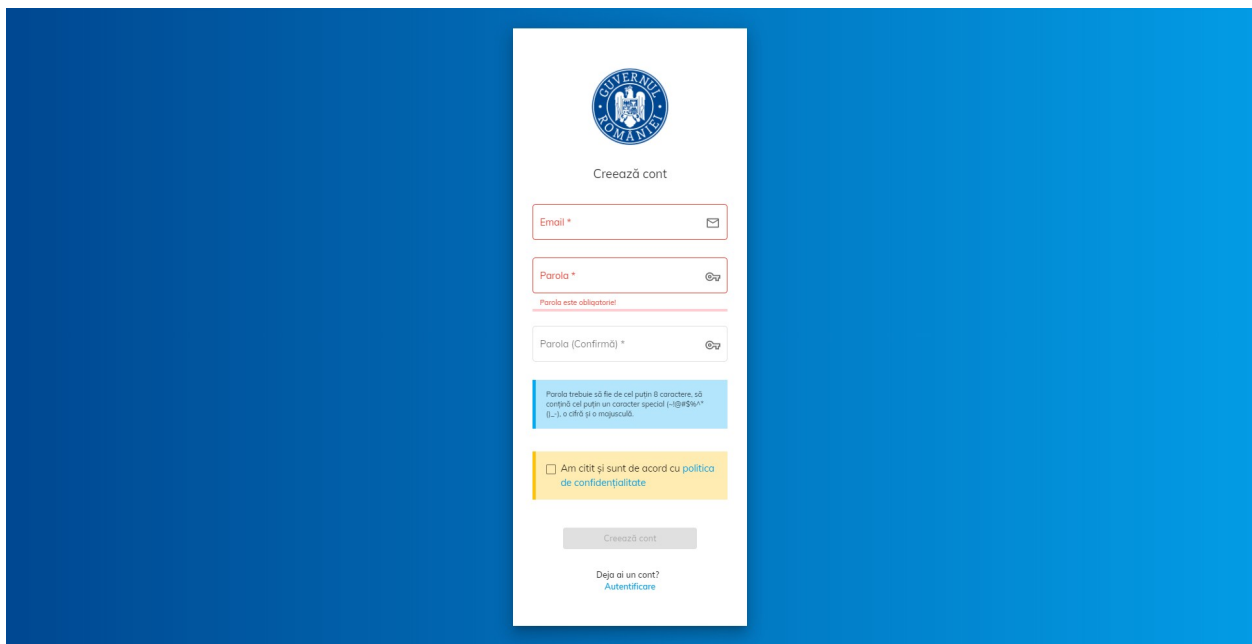 GUVERNUL
ROMÂNIEI
Creează cont
Email *
Parola *
Parola este obligatorie!
Parola (Confirmă) *
Parola trebuie să fie de cel puțin 8 caractere, să
conțină cel puțin un caracter special (~!@#$%^*
()_-), o cifră și o majusculă.
Am citit și sunt de acord cu politica
de confidențialitate
Creează cont
Deja ai un cont?
Autentificare